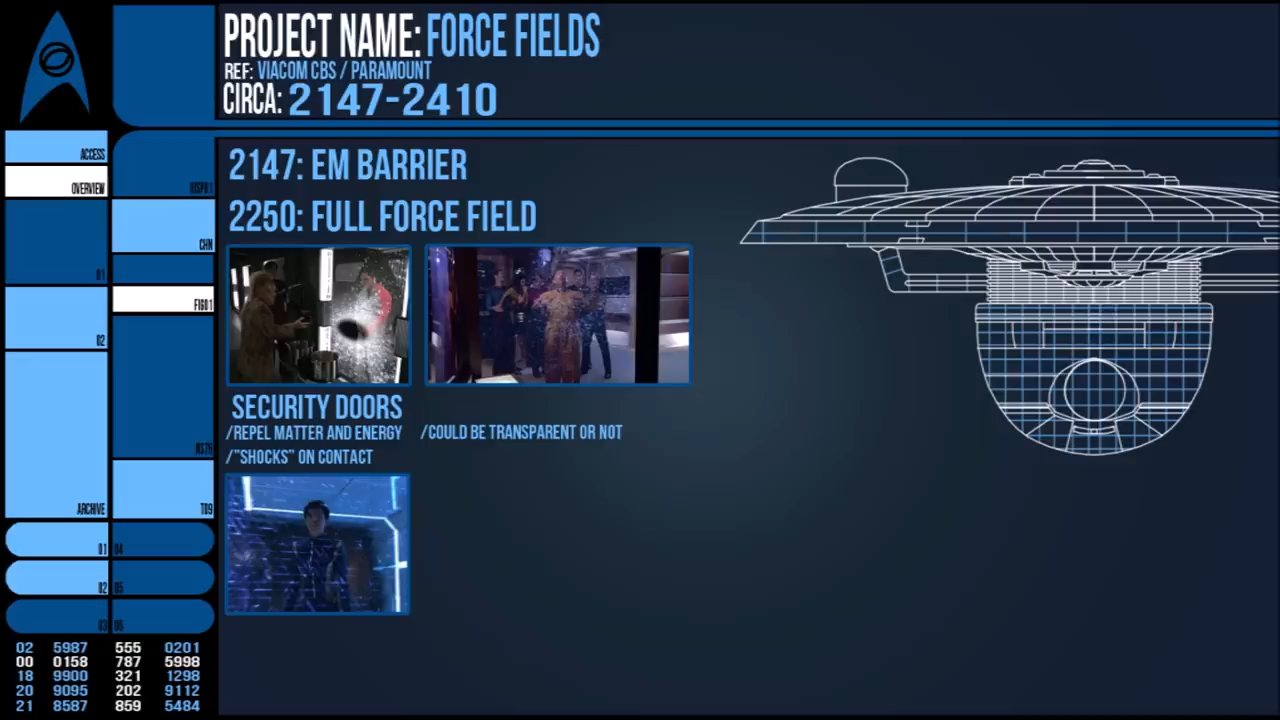 PROJECT NAME: FORCE FIELDS
REF: VIACOM CBS / PARAMOUNT
CIRCA: 2147-2410
ACCESS
OVERVIEW
01
02
ARCHIVE
01
02
03
CHN
FIG01
T09
04
05
06
2147: EM BARRIER
2250: FULL FORCE FIELD
SECURITY DOORS
/REPEL MATTER AND ENERGY
/"SHOCKS" ON CONTACT
/COULD BE TRANSPARENT OR NOT
02 5987 555 0201
00 0158 787 5998
18 9900 321 1298
20 9095 202 9112
21 8587 859 5484